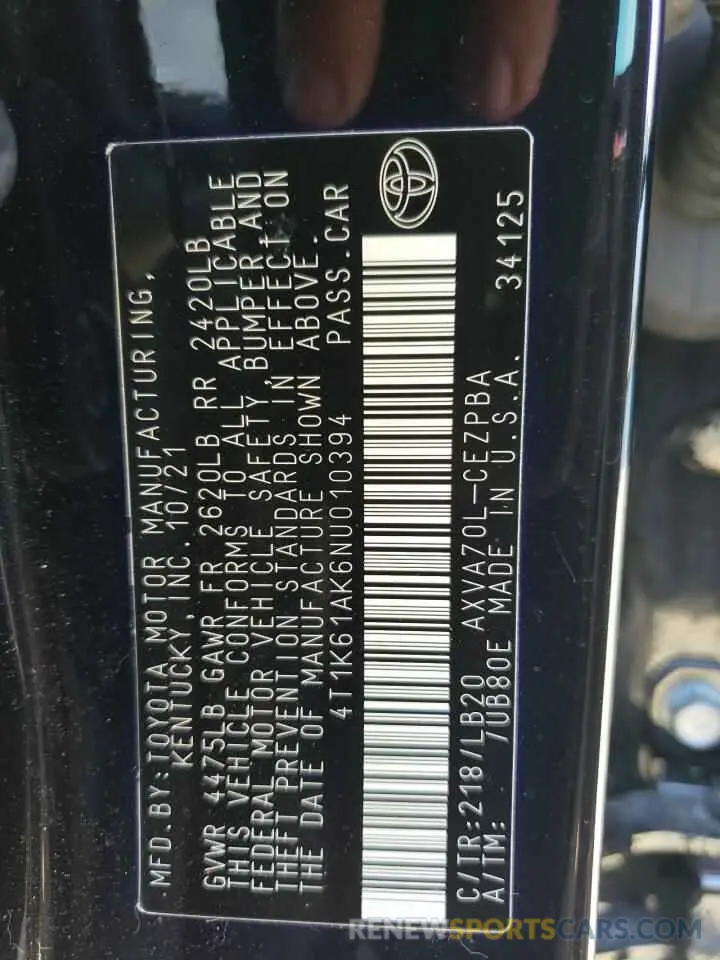 MFD.BY:TOYOTA MOTOR MANUFACTURING,
KENTUCKY, INC. 10/21
GVWR 4475LB GAWR FR 2620LB RR 2420LB
THIS VEHICLE CONFORMS TO ALL APPLICABLE
FEDERAL MOTOR VEHICLE SAFETY, BUMPER AND
THEFT PREVENTION STANDARDS IN EFFECT ON
THE DATE OF MANUFACTURE SHOWN ABOVE.
4T1K61AK6NU010394 PASS.CAR
C/TR:218/LB20 AXVA70L-CEZPBA
A/TM: 7UB80E MADE IN U.S.A. 34125
RENEWSPORTSCARS.COM